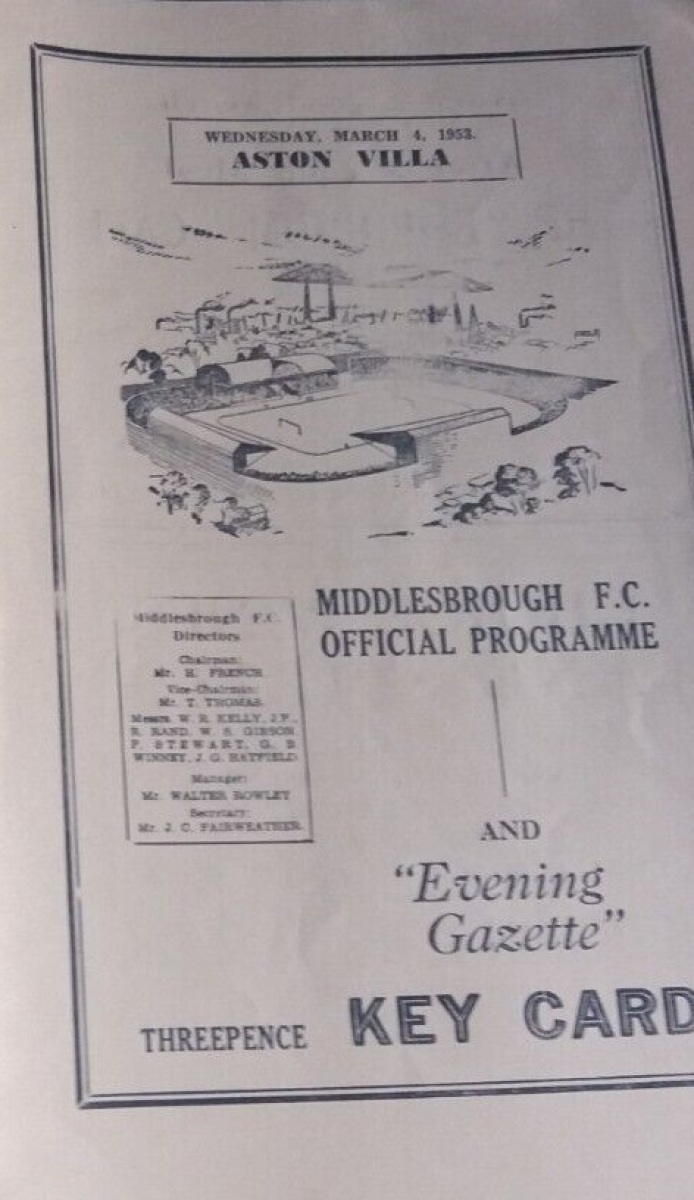 WEDNESDAY, MARCH 4, 1953.
ASTON VILLA
Middlesbrough F.C.
Directors
Chairman:
Mr. H. FRENCH
Vice-Chairman:
Mr. T. THOMAS.
Messrs. W. R. KELLY, J.P.,
R. RAND, W. S. GIBSON,
P. STEWART, G. B.
WINNEY, J. G. HATFIELD.
Manager:
Mr. WALTER ROWLEY
Secretary:
Mr. J. C. FAIRWEATHER.
MIDDLESBROUGH F.C.
OFFICIAL PROGRAMME
AND
"Evening
Gazette"
THREEPENCE KEY CARD